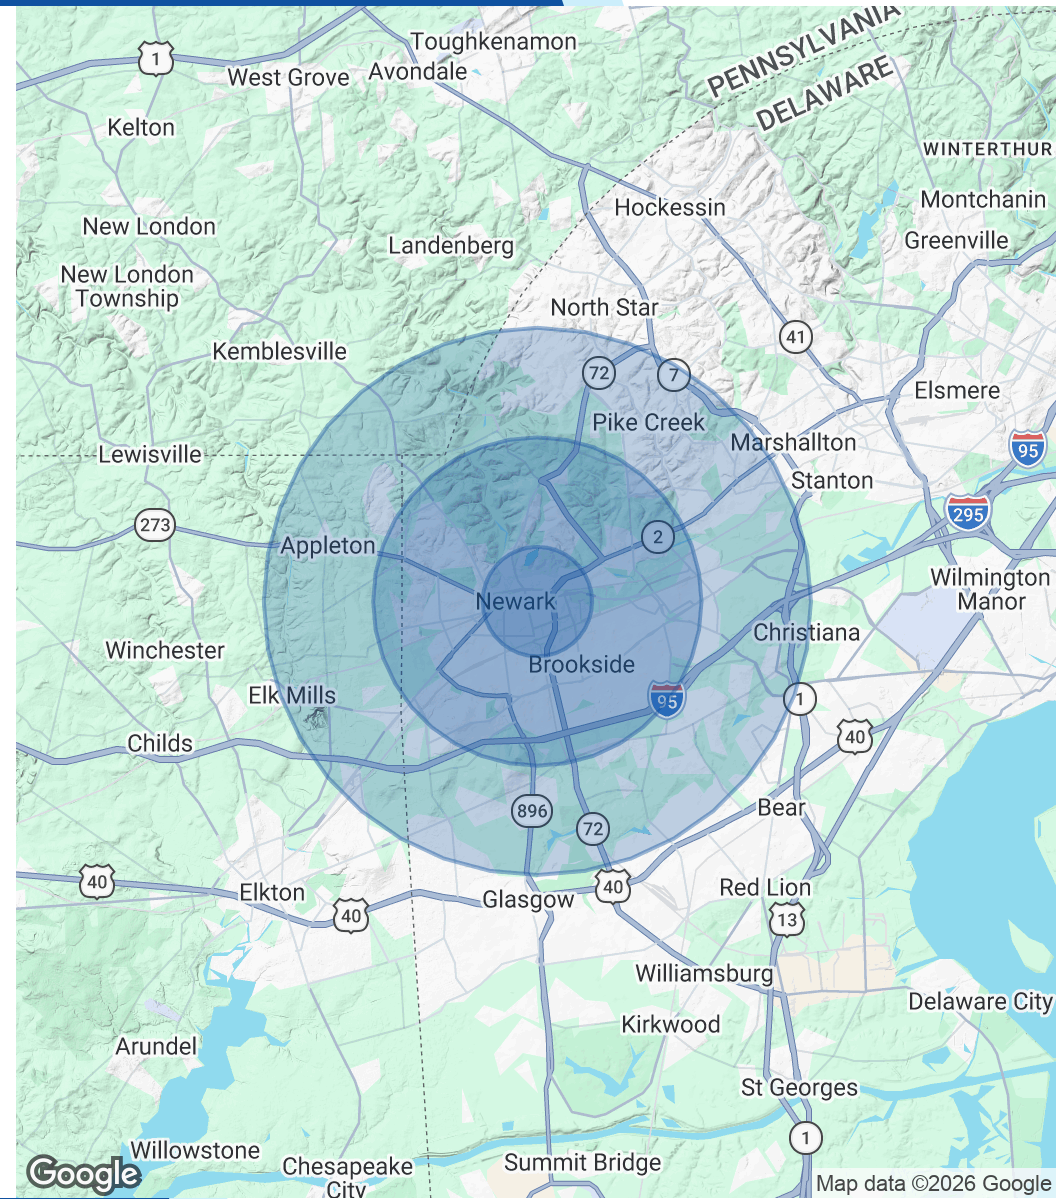 Toughkenamon
PENNSYLVANIA
1
West Grove
Avondale
DELAWARE
Kelton
WINTERTHUR
Montchanin
New London
Hockessin
Landenberg
Greenville
New London
Township
North Star
41
Kemblesville
72
7
Elsmere
Pike Creek
Marshallton
95
Lewisville
Stanton
295
273
2
Appleton
Wilmington
Manor
Newark
Christiana
Winchester
Brookside
Elk Mills
95
1
Childs
40
896
Bear
72
40
Elkton
40
40
Red Lion
Glasgow
13
Williamsburg
Delaware City
Kirkwood
Arundel
St Georges
1
Willowstone
Chesapeake
City
Summit Bridge
Google
Map data ©2026 Google